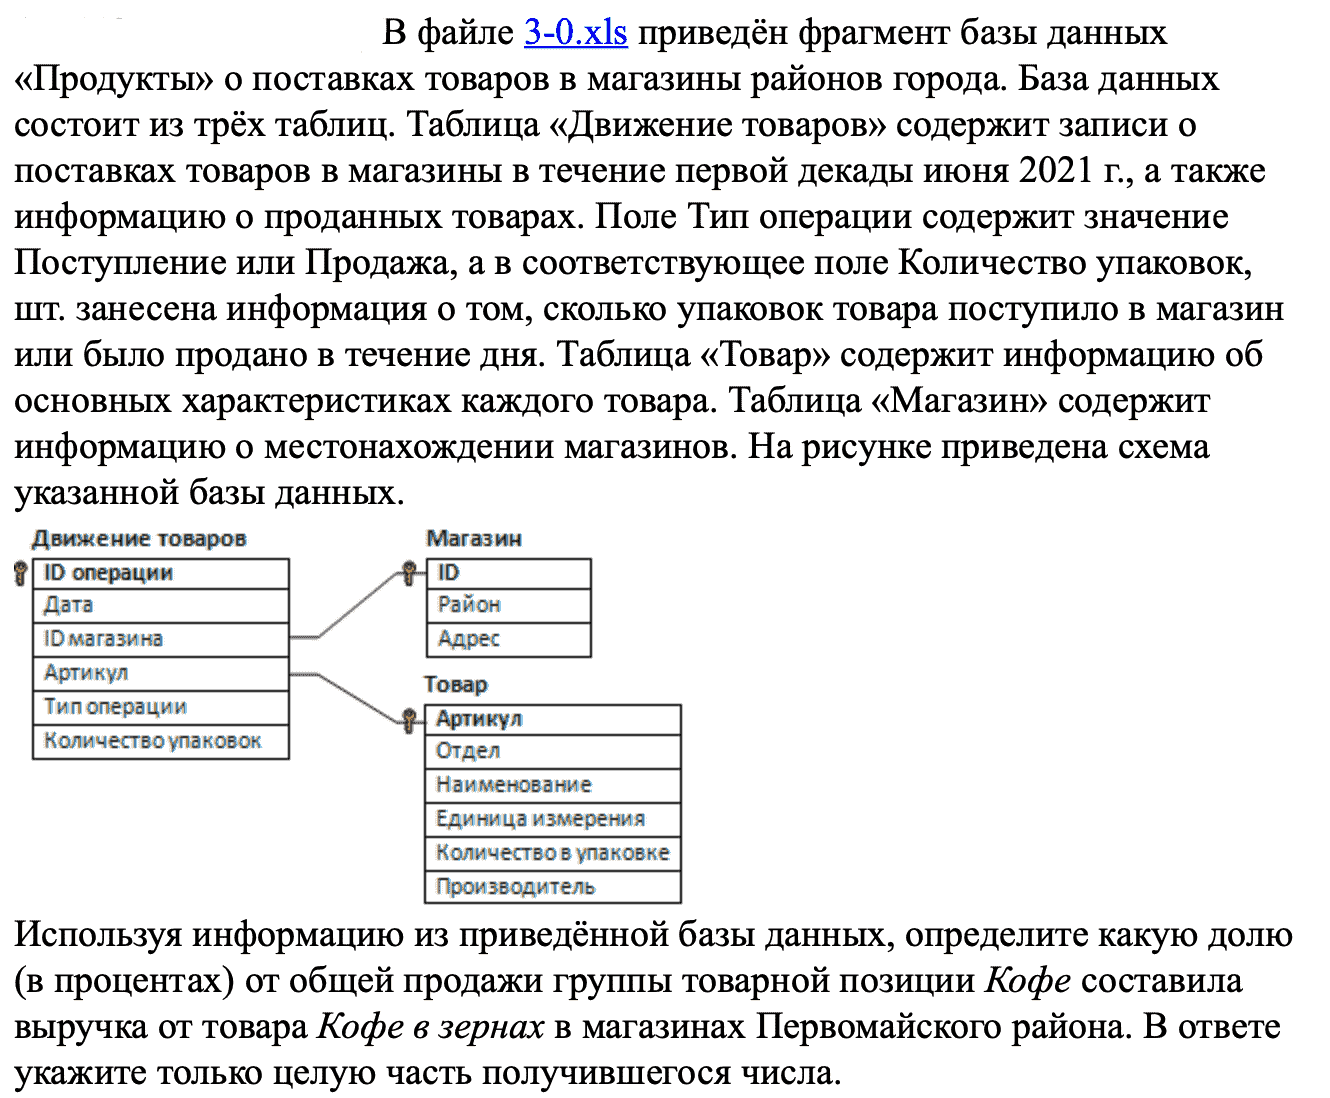 В файле 3-0.xls приведён фрагмент базы данных
«Продукты» о поставках товаров в магазины районов города. База данных
состоит из трёх таблиц. Таблица «Движение товаров» содержит записи о
поставках товаров в магазины в течение первой декады июня 2021 г., а также
информацию о проданных товарах. Поле Тип операции содержит значение
Поступление или Продажа, а в соответствующее поле Количество упаковок,
шт. занесена информация о том, сколько упаковок товара поступило в магазин
или было продано в течение дня. Таблица «Товар» содержит информацию об
основных характеристиках каждого товара. Таблица «Магазин» содержит
информацию о местонахождении магазинов. На рисунке приведена схема
указанной базы данных.
Движение товаров
ID операции
Дата
ID магазина
Артикул
Тип операции
Количество упаковок
Магазин
ID
Район
Адрес
Товар
Артикул
Отдел
Наименование
Единица измерения
Количество в упаковке
Производитель
Используя информацию из приведённой базы данных, определите какую долю
(в процентах) от общей продажи группы товарной позиции Кофе составила
выручка от товара Кофе в зернах в магазинах Первомайского района. В ответе
укажите только целую часть получившегося числа.